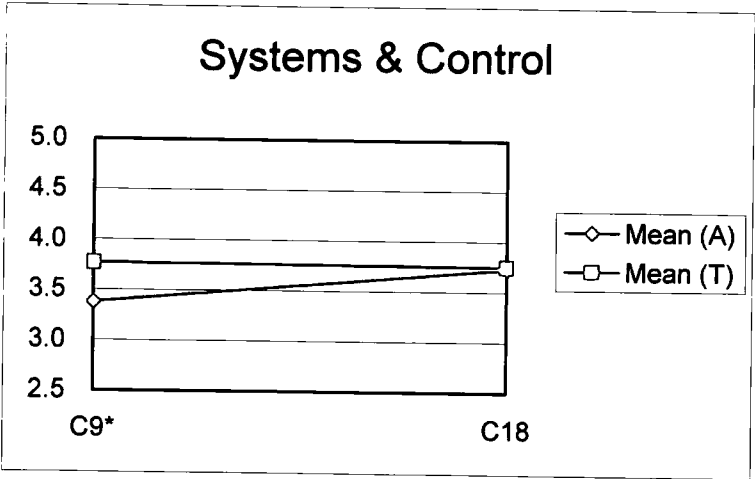 Systems & Control
5.0
4.5
4.0
3.5
3.0
2.5
C9*
C18
Mean (A)
Mean (T)